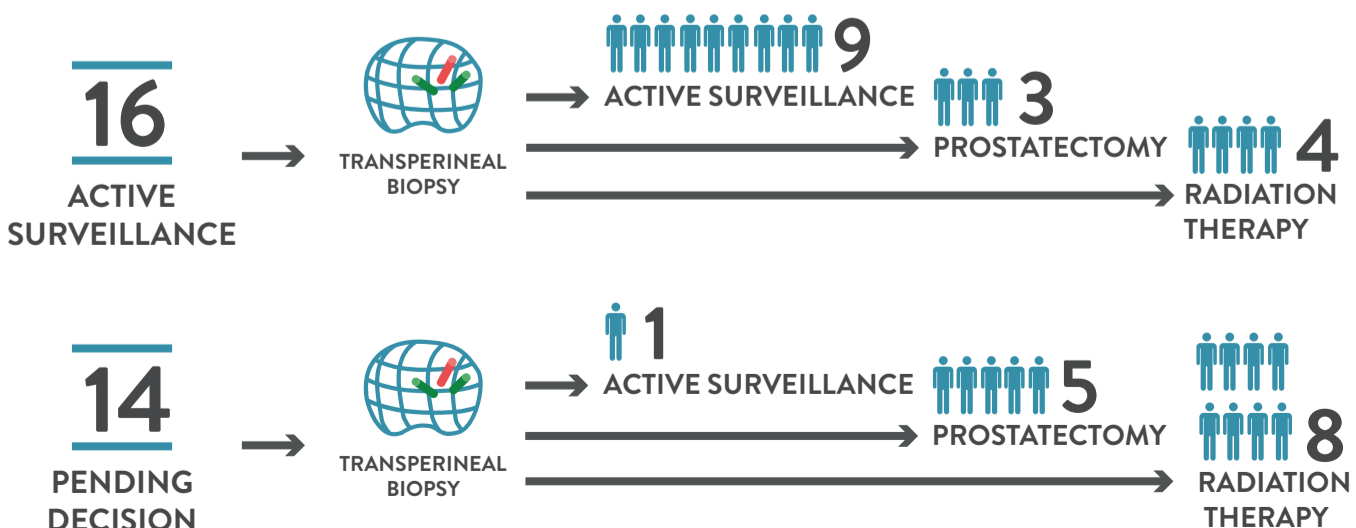 16
ACTIVE
SURVEILLANCE
TRANSPERINEAL
BIOPSY
9
ACTIVE SURVEILLANCE
3
PROSTATECTOMY
4
RADIATION
THERAPY
14
PENDING
DECISION
TRANSPERINEAL
BIOPSY
1
ACTIVE SURVEILLANCE
5
PROSTATECTOMY
8
RADIATION
THERAPY